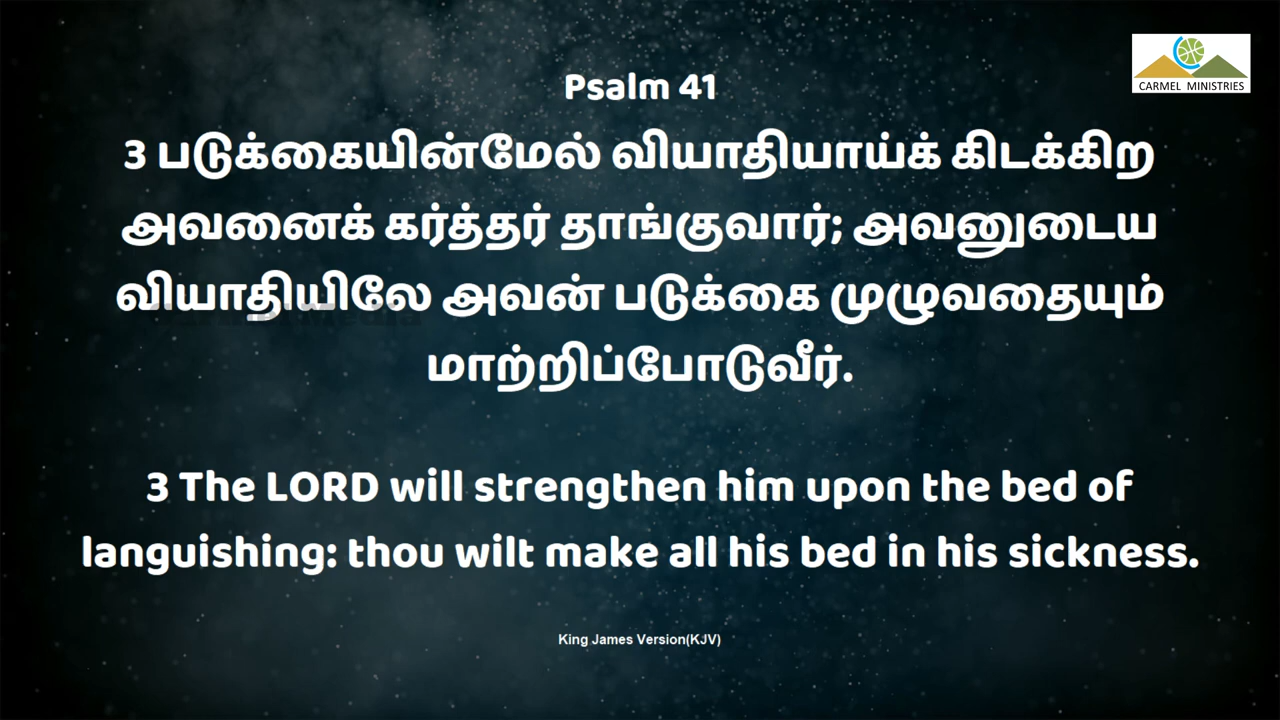 CARMEL MINISTRIES
Psalm 41
3 படுக்கையின்மேல் வியாதியாய்க் கிடக்கிற
அவனைக் கர்த்தர் தாங்குவார்; அவனுடைய
வியாதியிலே அவன் படுக்கை முழுவதையும்
மாற்றிப்போடுவீர்.
3 The LORD will strengthen him upon the bed of
languishing: thou wilt make all his bed in his sickness.
King James Version(KJV)